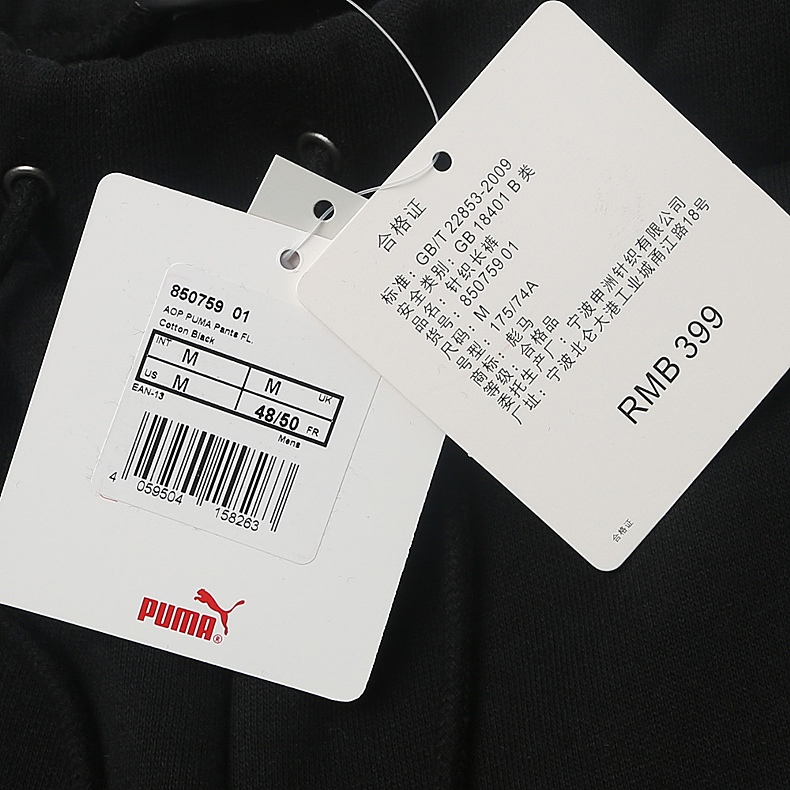 850759 01
AOP PUMA Pants FL.
Cotton Black
INT M
M UK
US M
48/50 FR
EAN-13
Mens
4 059504 158263
PUMA®
合格证
标准: GB/T 22853-2009
安全类别: GB 18401 B 类
品名: 针织长裤
货号: 850759 01
尺码: M
号型: 175/74A
商标: 彪马
等级: 合格品
委托生产厂: 宁波申洲针织有限公司
厂址: 宁波北仑大港工业城甬江路18号
RMB 399
合格证